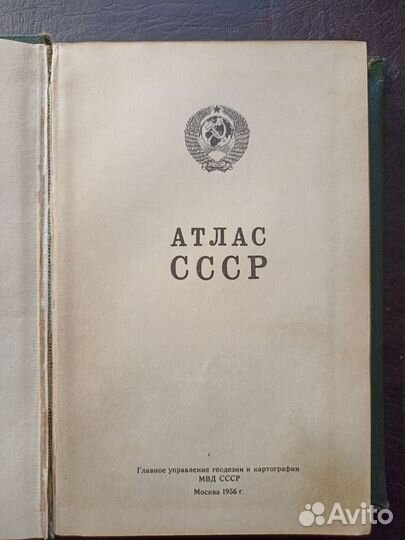 АТЛАС
СССР
Главное управление геодезии и картографии
МВД СССР
Москва 1956 г.
Avito